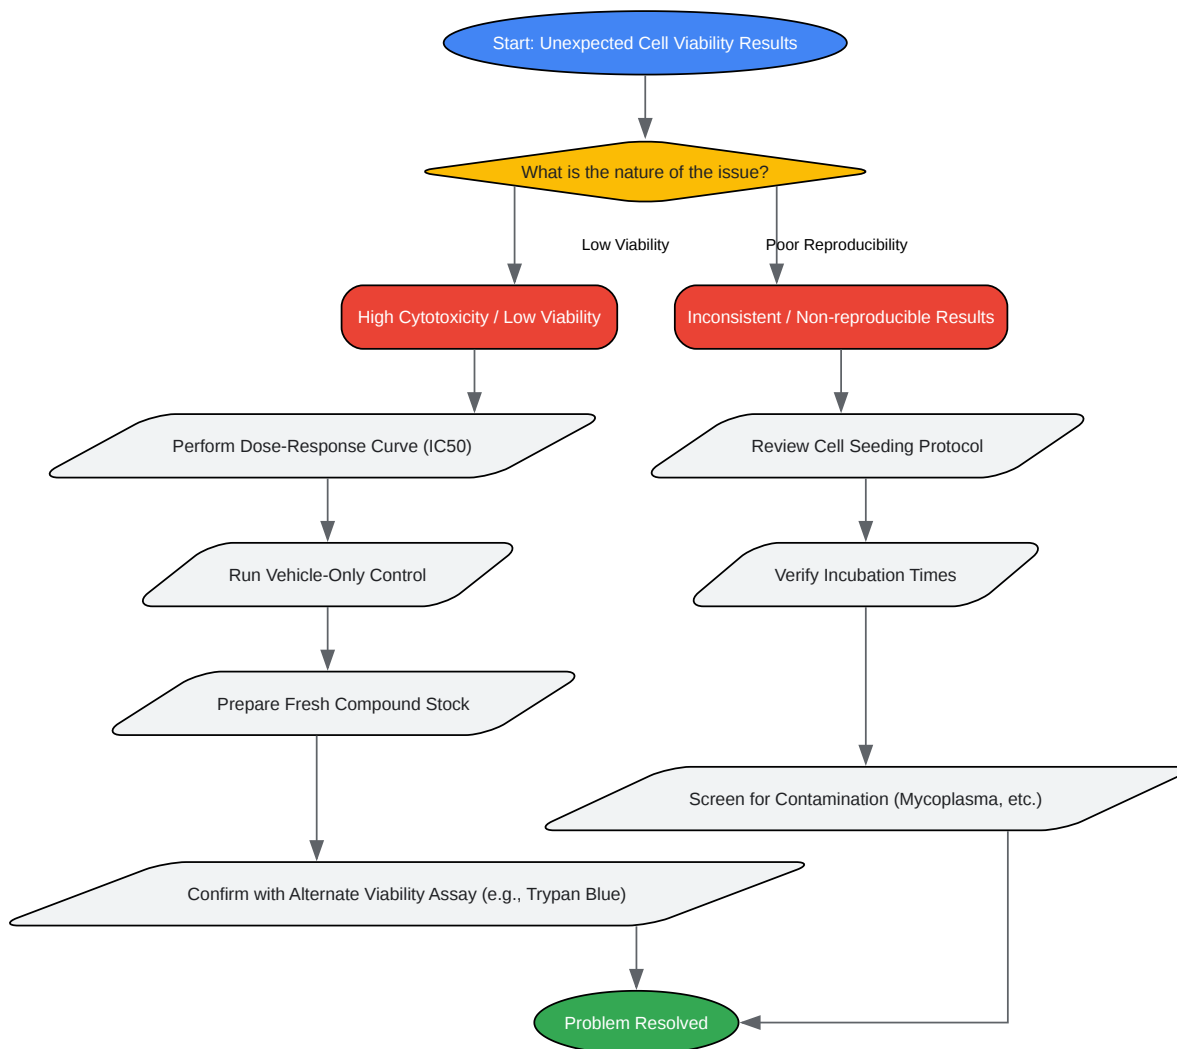 Start: Unexpected Cell Viability Results
What is the nature of the issue?
Low Viability
Poor Reproducibility
High Cytotoxicity / Low Viability
Inconsistent / Non-reproducible Results
Perform Dose-Response Curve (IC50)
Review Cell Seeding Protocol
Run Vehicle-Only Control
Verify Incubation Times
Prepare Fresh Compound Stock
Screen for Contamination (Mycoplasma, etc.)
Confirm with Alternate Viability Assay (e.g., Trypan Blue)
Problem Resolved